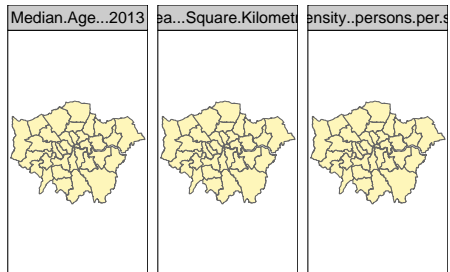 Median.Age...2013
ea...Square.Kilometr
ensity..persons.per.s